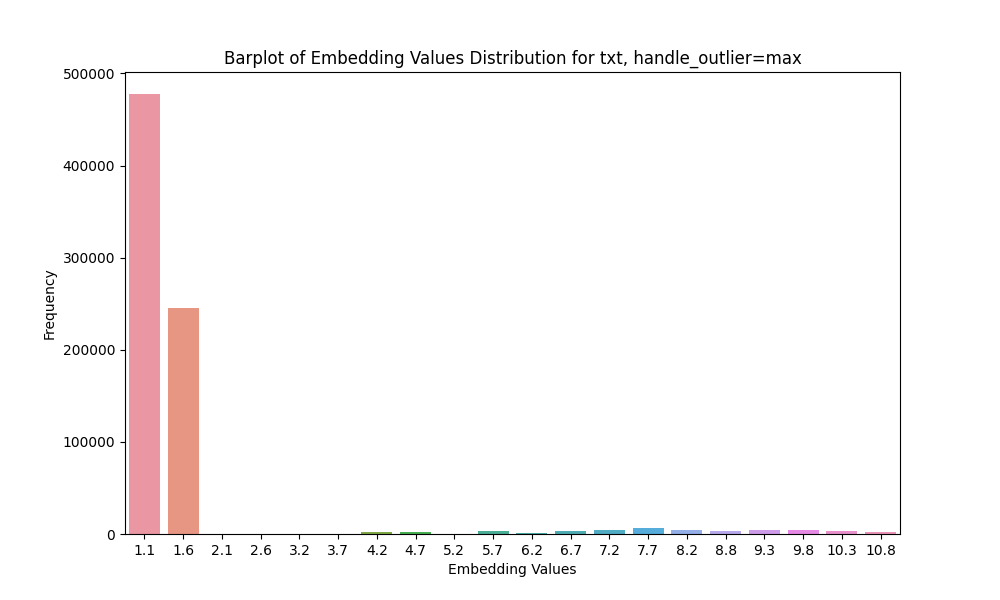 Barplot of Embedding Values Distribution for txt, handle_outlier=max
500000
400000
300000
200000
100000
0
Frequency
1.1 1.6 2.1 2.6 3.2 3.7 4.2 4.7 5.2 5.7 6.2 6.7 7.2 7.7 8.2 8.8 9.3 9.8 10.3 10.8
Embedding Values